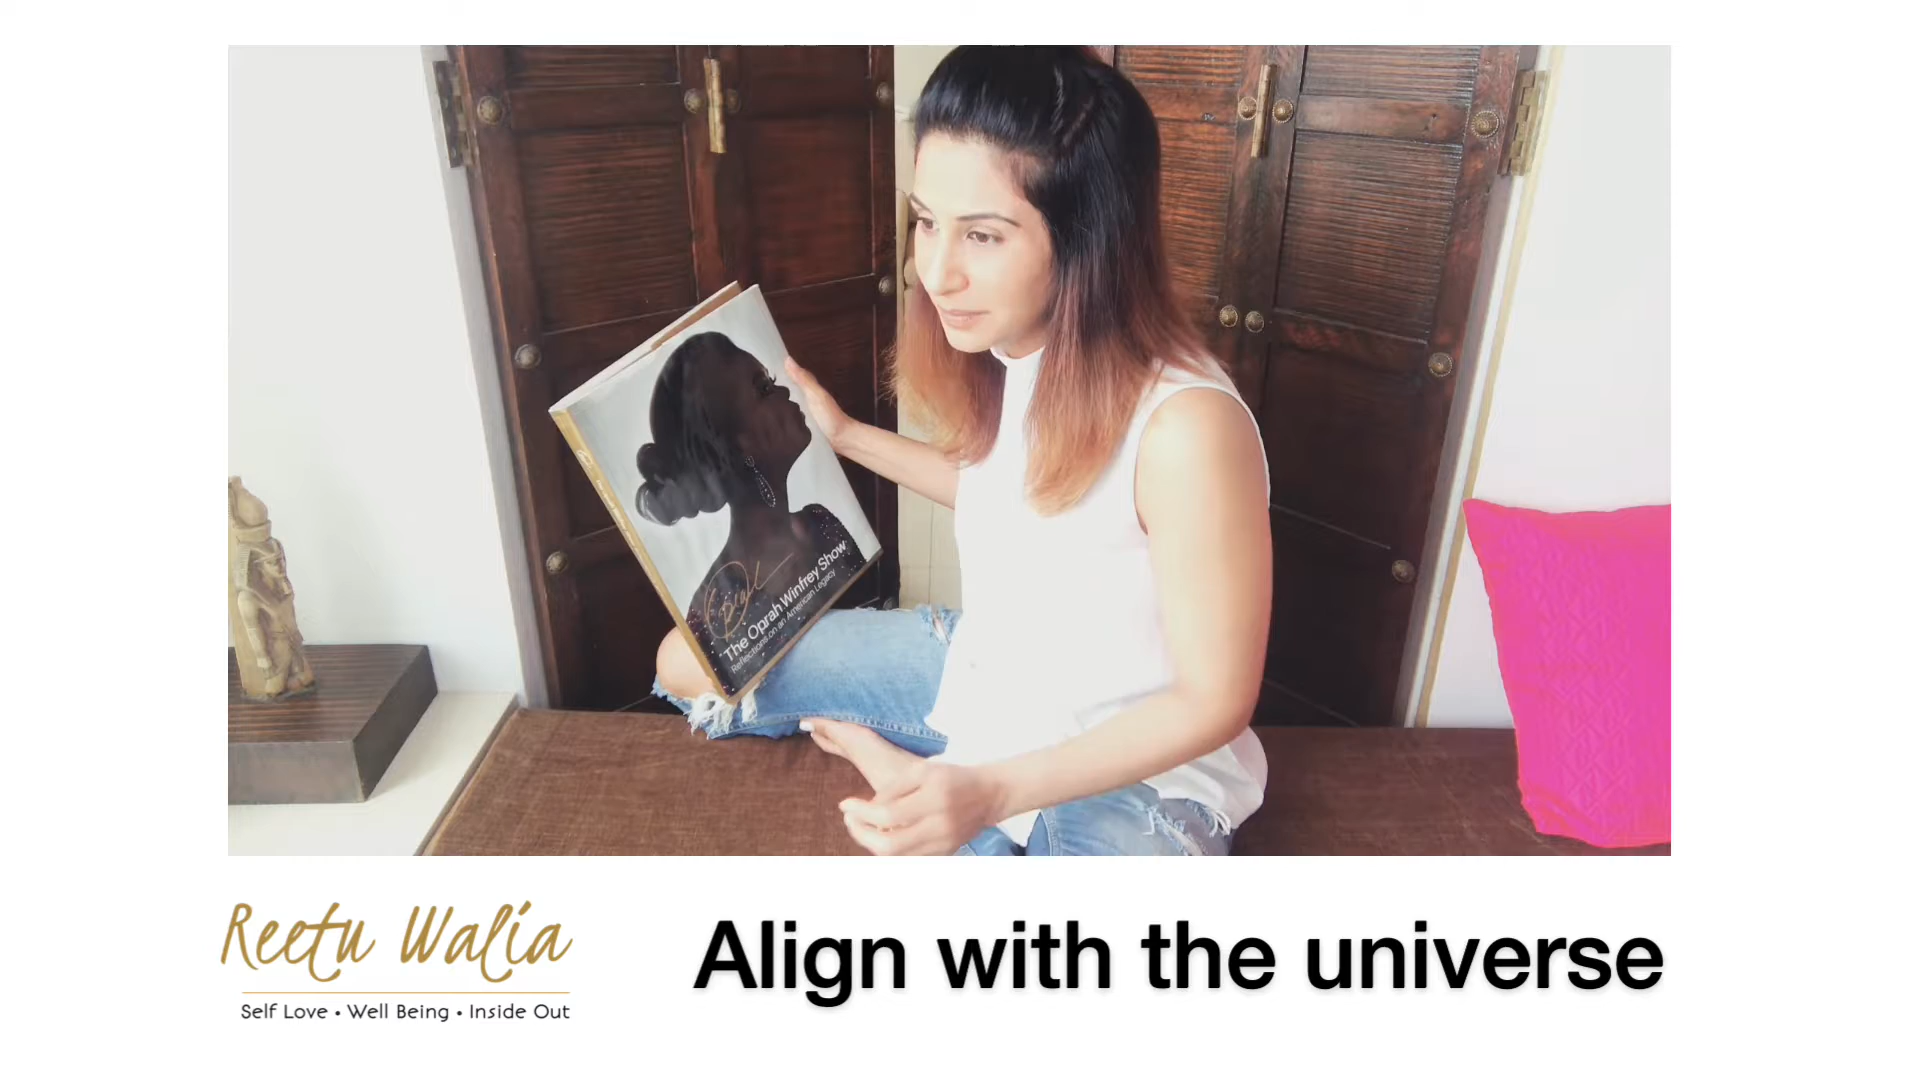 Oprah
The Oprah Winfrey Show
Reflections on an American Legacy
Reetu Walia
Self Love • Well Being • Inside Out
Align with the universe